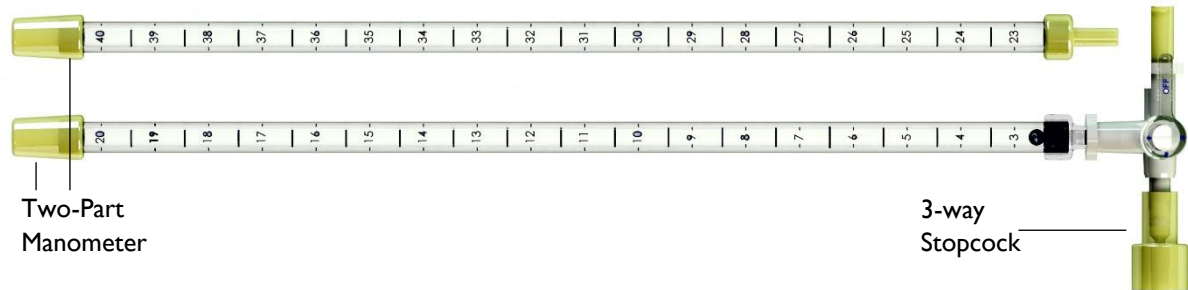 40 -39- -38- -37- -36- -35- -34- -33- -32- -31- -30- -29- -28- -27- -26- -25- -24- -23-
20 -19- -18- -17- -16- -15- -14- -13- -12- -11- -10- -9- -8- -7- -6- -5- -4- -3-
OFF
Two-Part
Manometer
3-way
Stopcock